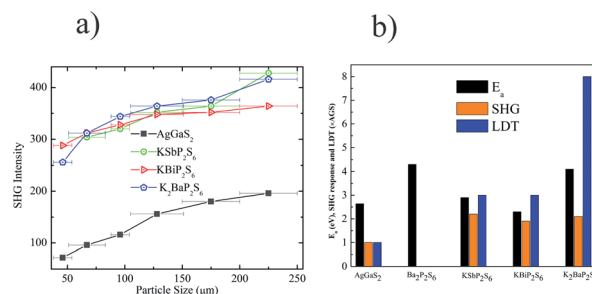 a)
b)
400
300
200
100
SHG Intensity
AgGaS₂
KSbP₂S₆
KBiP₂S₆
K₂BaP₂S₆
50 100 150 200 250
Particle Size (μm)
8
7
6
5
4
3
2
1
0
Eₐ (eV), SHG response and LDT (×AGS)
Eₐ
SHG
LDT
AgGaS₂ Ba₂P₂S₆ KSbP₂S₆ KBiP₂S₆ K₂BaP₂S₆